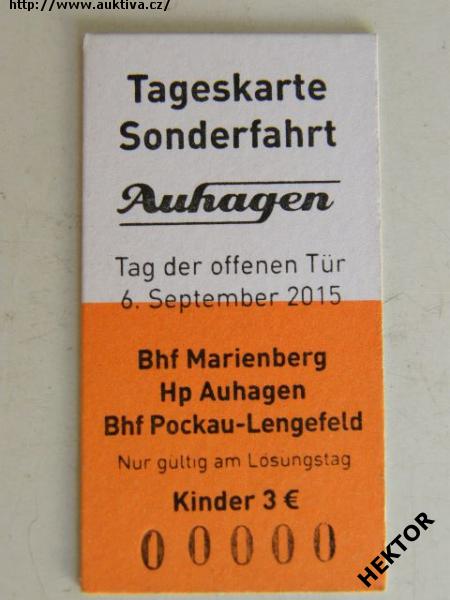 http://www.auktiva.cz/
Tageskarte
Sonderfahrt
Auhagen
Tag der offenen Tür
6. September 2015
Bhf Marienberg
Hp Auhagen
Bhf Pockau-Lengefeld
Nur gültig am Lösungstag
Kinder 3 €
00000
HEKTOR